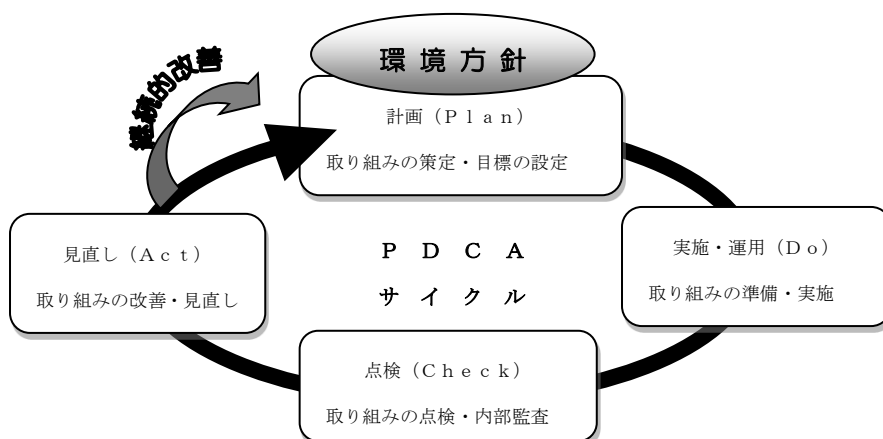 環境方針
継続的改善
計画（Ｐｌａｎ）
取り組みの策定・目標の設定
見直し（Ａｃｔ）
取り組みの改善・見直し
ＰＤＣＡ
サイクル
実施・運用（Ｄｏ）
取り組みの準備・実施
点検（Ｃｈｅｃｋ）
取り組みの点検・内部監査